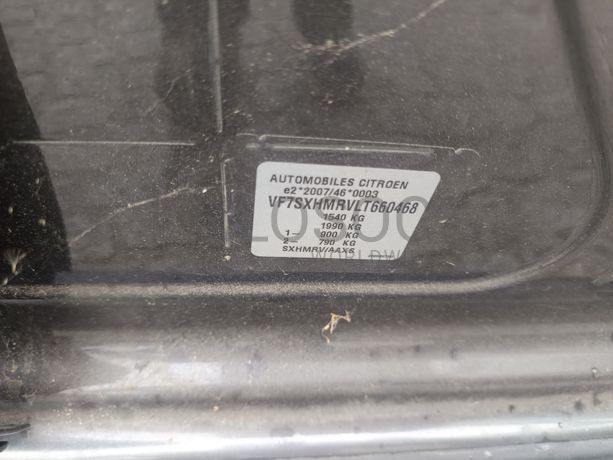 AUTOMOBILES CITROEN
e2*2007/46*0003
VF7SXHMRVLT660468
1540 KG
1990 KG
1— 900 KG
2— 790 KG
SXHMRV/AAXS